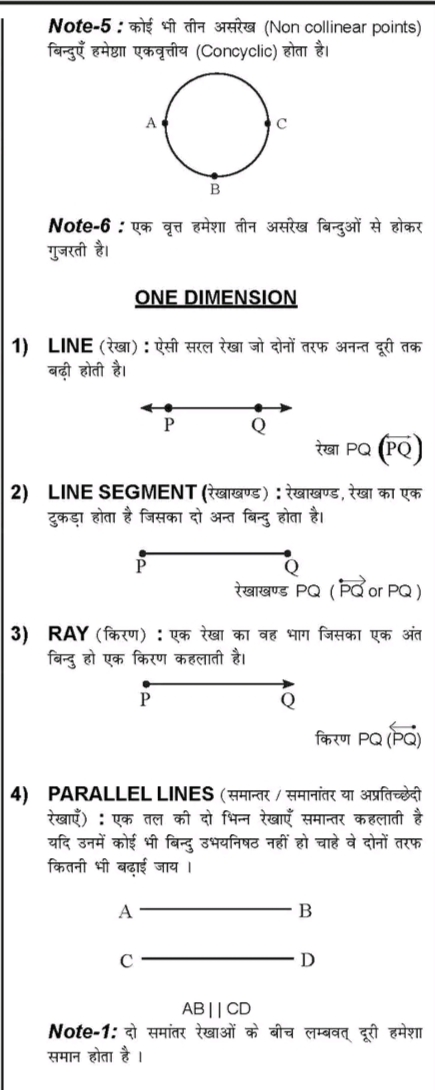 Note-5 : कोई भी तीन असरेख (Non collinear points)
बिन्दुएँ हमेशा एकवृत्तीय (Concyclic) होता है।
A
C
B
Note-6 : एक वृत्त हमेशा तीन असरेख बिन्दुओं से होकर
गुजरती है।
ONE DIMENSION
1) LINE (रेखा) : ऐसी सरल रेखा जो दोनों तरफ अनन्त दूरी तक
बढ़ी होती है।
P Q
रेखा PQ (PQ)
2) LINE SEGMENT (रेखाखण्ड) : रेखाखण्ड, रेखा का एक
टुकड़ा होता है जिसका दो अन्त बिन्दु होता है।
P Q
रेखाखण्ड PQ ( PQ or PQ )
3) RAY (किरण) : एक रेखा का वह भाग जिसका एक अंत
बिन्दु हो एक किरण कहलाती है।
P Q
किरण PQ (PQ)
4) PARALLEL LINES (समान्तर / समानांतर या अप्रतिच्छेदी
रेखाएँ) : एक तल की दो भिन्न रेखाएँ समान्तर कहलाती है
यदि उनमें कोई भी बिन्दु उभयनिषठ नहीं हो चाहे वे दोनों तरफ
कितनी भी बढ़ाई जाय ।
A B
C D
AB||CD
Note-1: दो समांतर रेखाओं के बीच लम्बवत् दूरी हमेशा
समान होता है ।